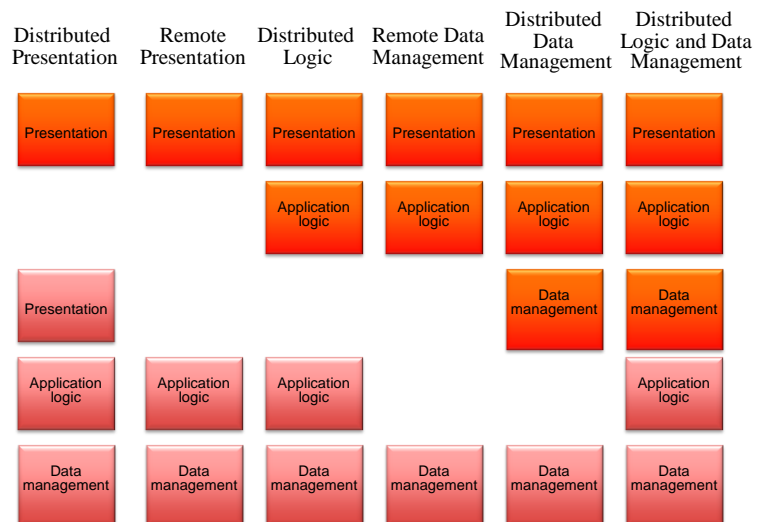 Distributed
Presentation
Remote
Presentation
Distributed
Logic
Remote Data
Management
Distributed
Data
Management
Distributed
Logic and Data
Management
Presentation
Presentation
Presentation
Presentation
Presentation
Presentation
Application
logic
Application
logic
Application
logic
Application
logic
Presentation
Data
management
Data
management
Application
logic
Application
logic
Application
logic
Application
logic
Data
management
Data
management
Data
management
Data
management
Data
management
Data
management